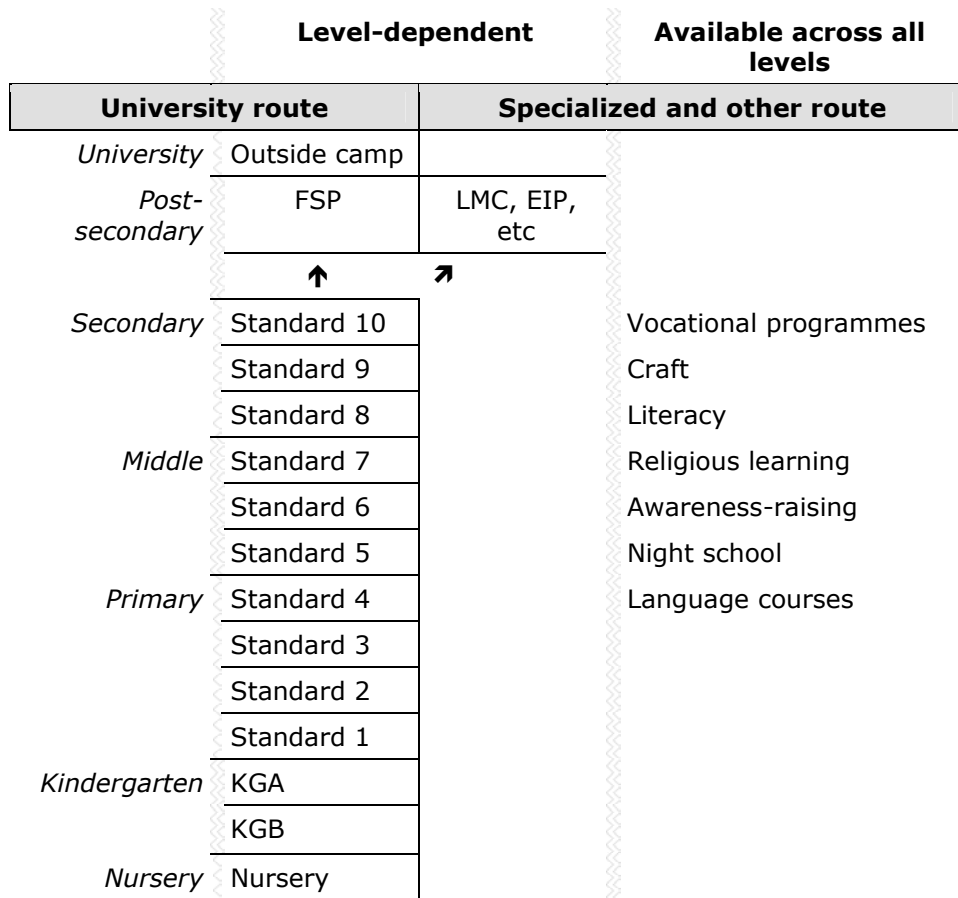 Level-dependent Available across all
levels
University route Specialized and other route
University Outside camp
Post- FSP LMC, EIP,
secondary etc
Secondary Standard 10 Vocational programmes
Standard 9 Craft
Standard 8 Literacy
Middle Standard 7 Religious learning
Standard 6 Awareness-raising
Standard 5 Night school
Primary Standard 4 Language courses
Standard 3
Standard 2
Standard 1
Kindergarten KGA
KGB
Nursery Nursery